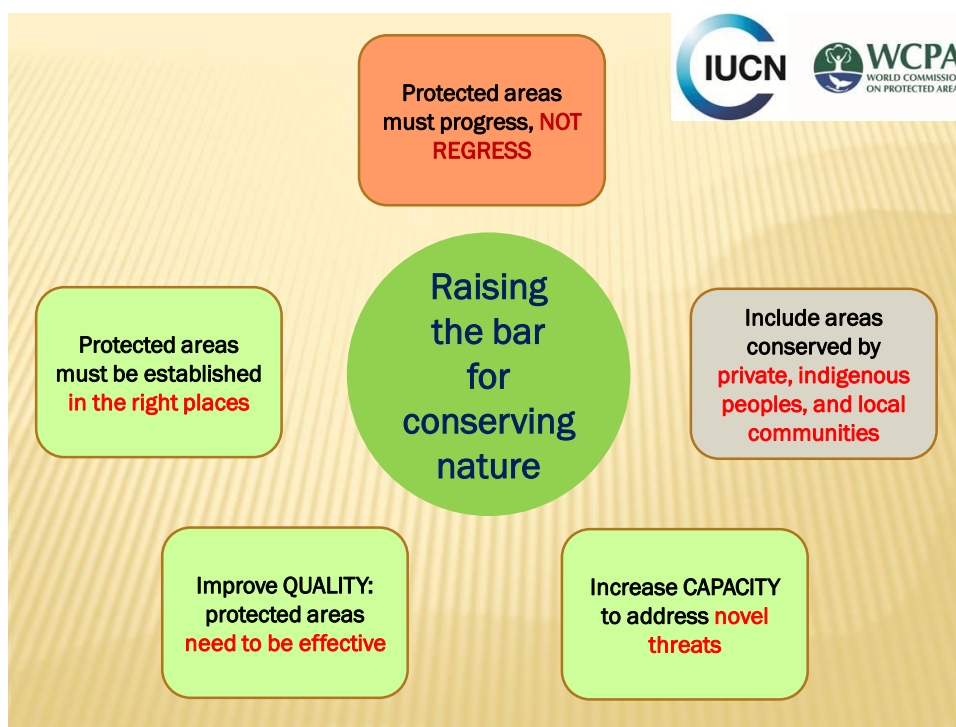 IUCN
WCPA
WORLD COMMISSION
ON PROTECTED AREA
Protected areas
must progress, NOT
REGRESS
Raising
the bar
for
conserving
nature
Protected areas
must be established
in the right places
Include areas
conserved by
private, indigenous
peoples, and local
communities
Improve QUALITY:
protected areas
need to be effective
Increase CAPACITY
to address novel
threats